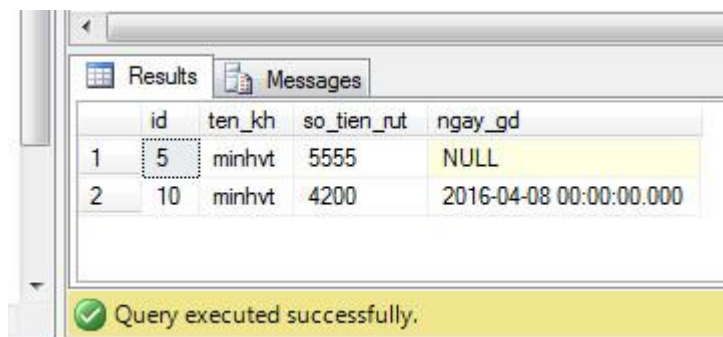 Results Messages
id ten_kh so_tien_rut ngay_gd
1 5 minhvt 5555 NULL
2 10 minhvt 4200 2016-04-08 00:00:00.000
Query executed successfully.